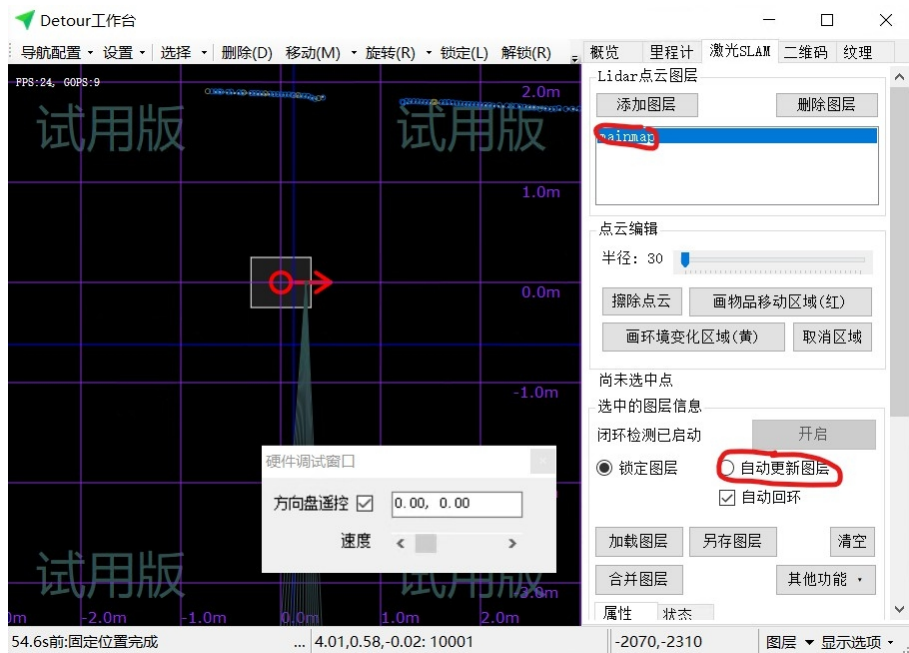 Detour工作台
导航配置 设置 选择 删除(D) 移动(M) 旋转(R) 锁定(L) 解锁(R)
概览 里程计 激光SLAM 二维码 纹理
FPS:24, GOPS:9
试用版 试用版
2.0m
1.0m
0.0m
-1.0m
试用版 试用版
-3.0m
0m -2.0m -1.0m 0.0m 1.0m 2.0m
硬件调试窗口
方向盘遥控 0.00, 0.00
速度
Lidar点云图层
添加图层 删除图层
mainmap
点云编辑
半径: 30
擦除点云 画物品移动区域(红)
画环境变化区域(黄) 取消区域
尚未选中点
选中的图层信息
闭环检测已启动 开启
锁定图层 自动更新图层
自动回环
加载图层 另存图层 清空
合并图层 其他功能
属性 状态
54.6s前:固定位置完成 ... 4.01,0.58,-0.02: 10001 -2070,-2310 图层 显示选项